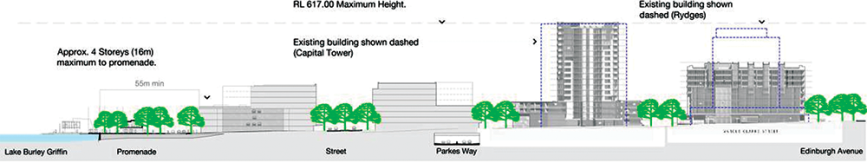 RL 617.00 Maximum Height.
Existing building shown
dashed (Rydges)
Approx. 4 Storeys (16m)
maximum to promenade.
Existing building shown dashed
(Capital Tower)
55m min
Lake Burley Griffin
Promenade
Street
Parkes Way
Edinburgh Avenue